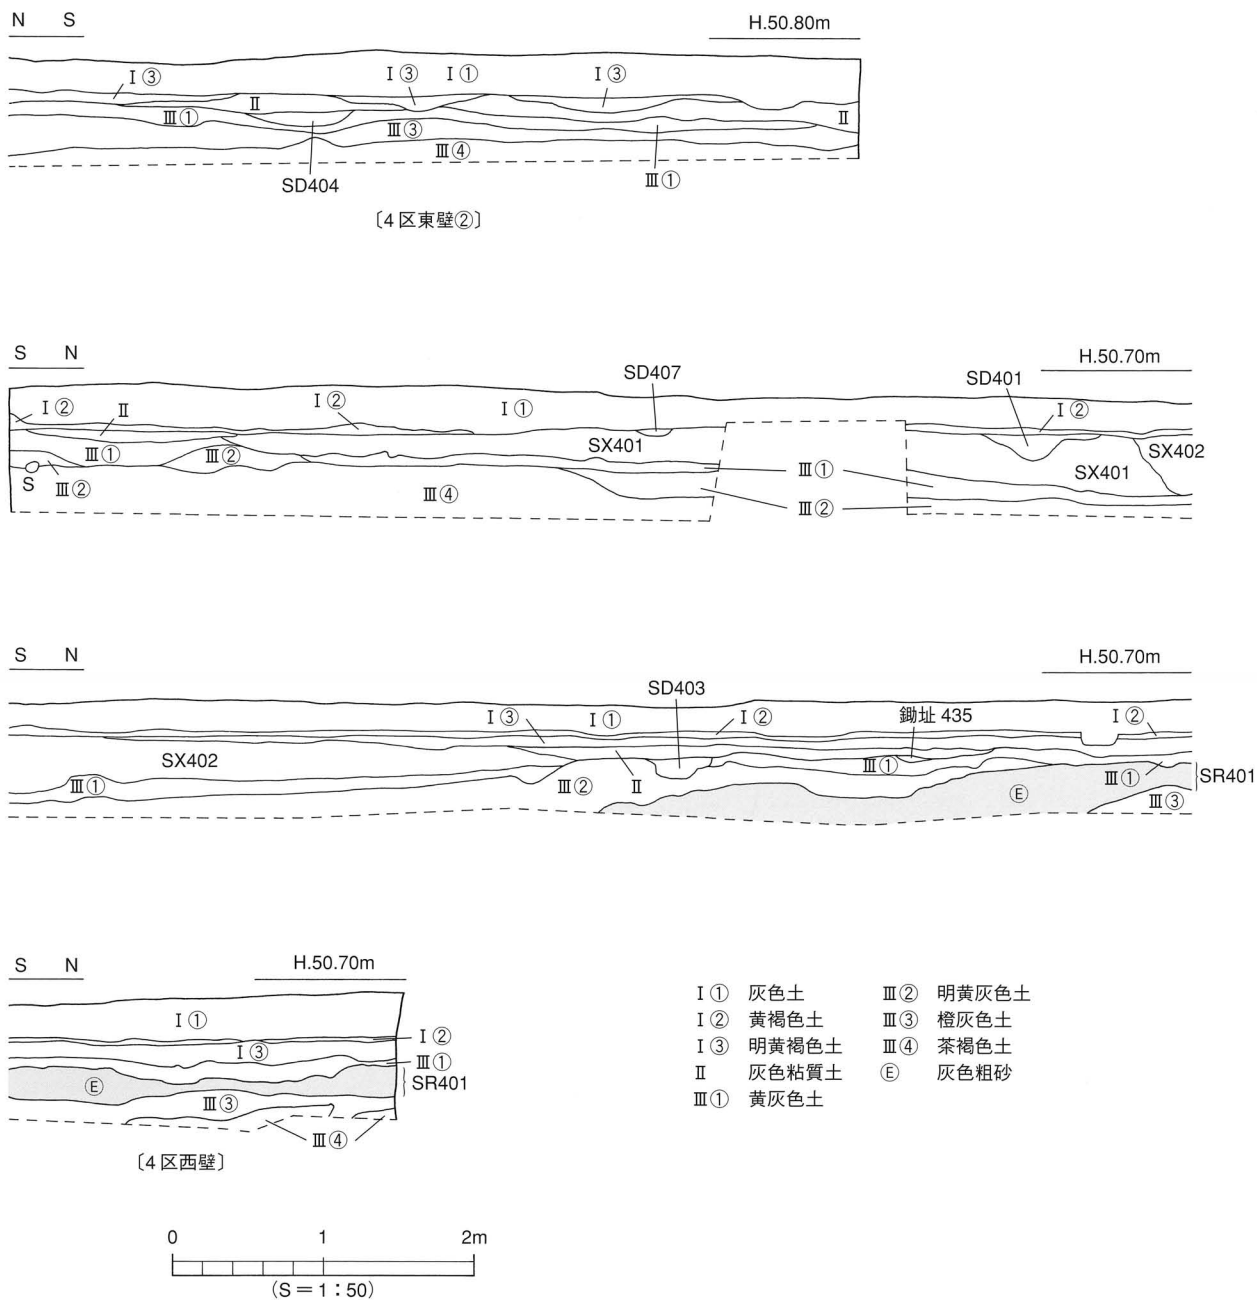 N S
H.50.80m
Ⅰ③ Ⅰ③ Ⅰ① Ⅰ③
Ⅱ Ⅱ
Ⅲ① Ⅲ③
Ⅲ④
SD404 Ⅲ①
〔4区東壁②〕
S N
H.50.70m
SD407 SD401
Ⅰ② Ⅱ Ⅰ② Ⅰ① Ⅰ②
SX401 SX402
Ⅲ① Ⅲ② Ⅲ① SX401
S Ⅲ② Ⅲ④ Ⅲ②
S N
H.50.70m
SD403
Ⅰ③ Ⅰ① Ⅰ② 鋤址435 Ⅰ②
SX402 Ⅲ①
Ⅲ① Ⅲ② Ⅱ Ⅲ① SR401
Ⓔ Ⅲ③
S N
H.50.70m
Ⅰ①
Ⅰ②
Ⅰ③
Ⅲ①
Ⓔ SR401
Ⅲ③
Ⅲ④
〔4区西壁〕
Ⅰ① 灰色土
Ⅰ② 黄褐色土
Ⅰ③ 明黄褐色土
Ⅱ 灰色粘質土
Ⅲ① 黄灰色土
Ⅲ② 明黄灰色土
Ⅲ③ 橙灰色土
Ⅲ④ 茶褐色土
Ⓔ 灰色粗砂
0 1 2m
(S=1:50)